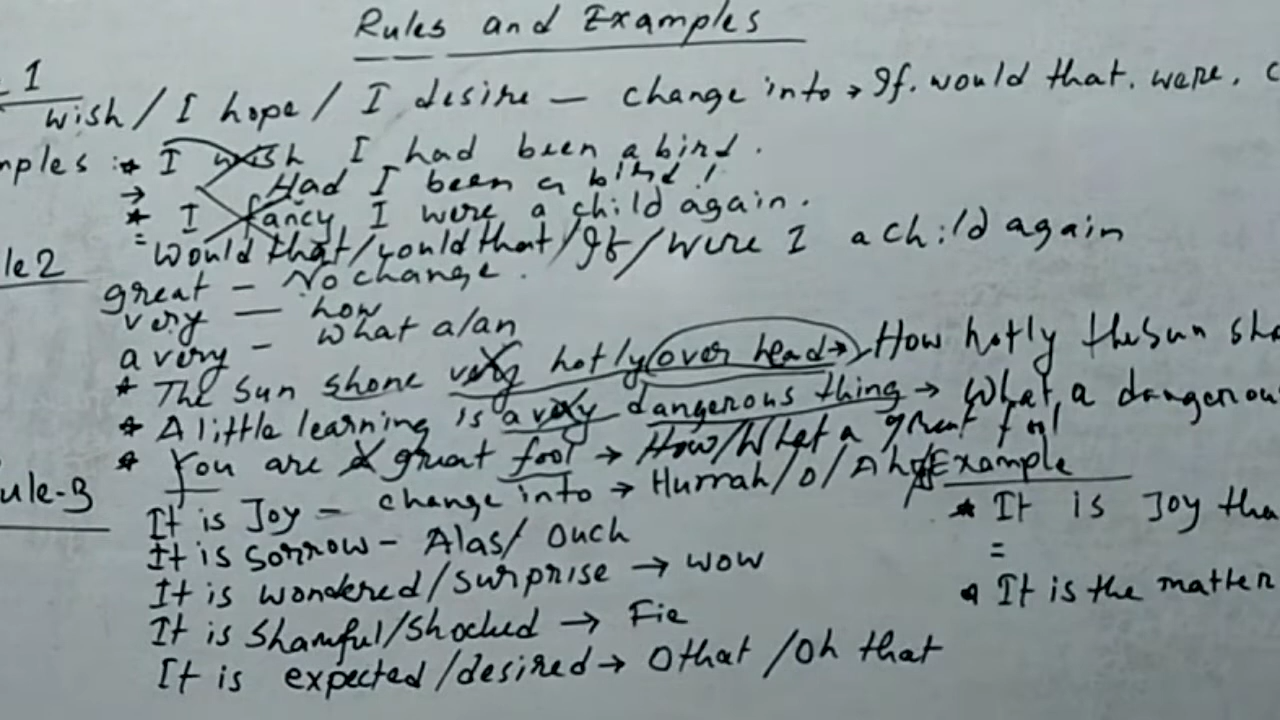 Rules and Examples
1
wish / I hope / I desire – change into → If. would that. were. c
mples : * I wish I had been a bird.
→ Had I been a bird!
* I fancy I were a child again.
= Would that/would that/If/Were I a child again
le2
great – No change.
very – how
a very – what a/an
* The Sun shone very hotly over head → How hotly the Sun sho
* A little learning is a very dangerous thing → What a dangerou
* You are a great fool → How/What a great fool
ule-3
It is Joy – change into → Hurrah/O/Ah
It is sorrow – Alas/ Ouch
It is wondered/surprise → wow
It is Shamful/Shocked → Fie
It is expected/desired → O that /Oh that
Example
* It is Joy tha
=
* It is the matter